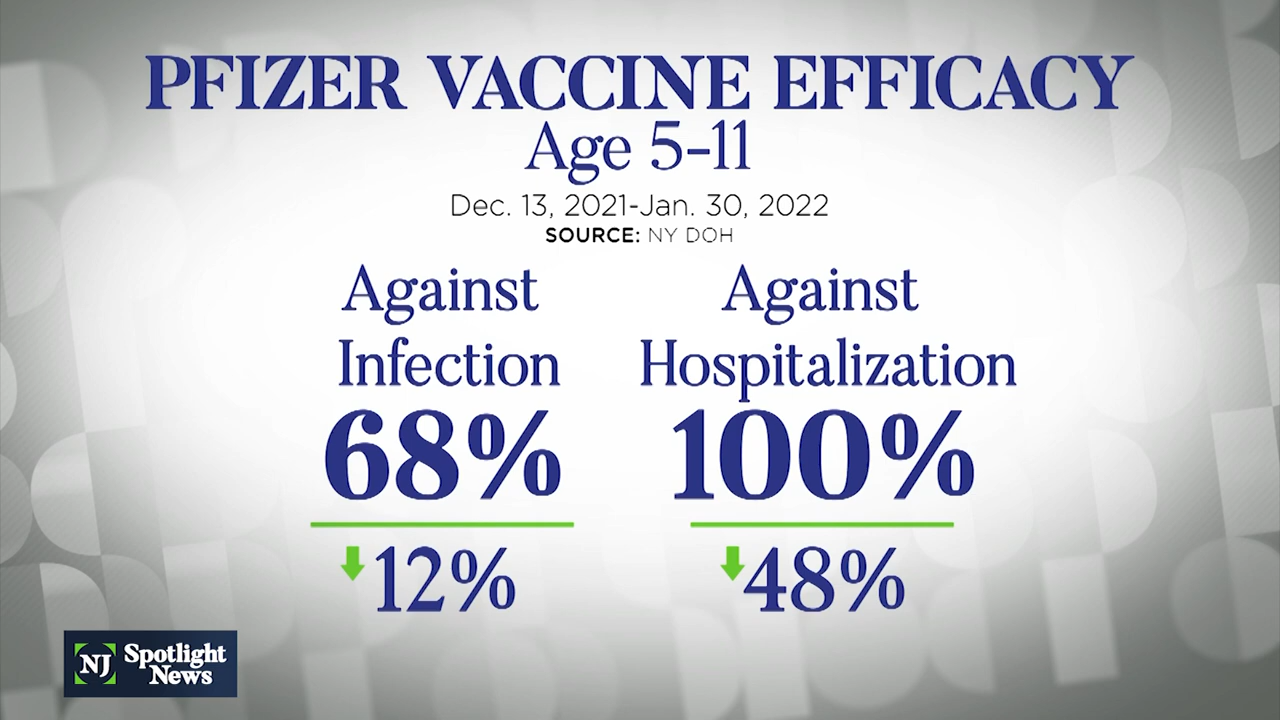 PFIZER VACCINE EFFICACY
Age 5-11
Dec. 13, 2021-Jan. 30, 2022
SOURCE: NY DOH
Against
Infection
68%
12%
Against
Hospitalization
100%
48%
NJ Spotlight
News